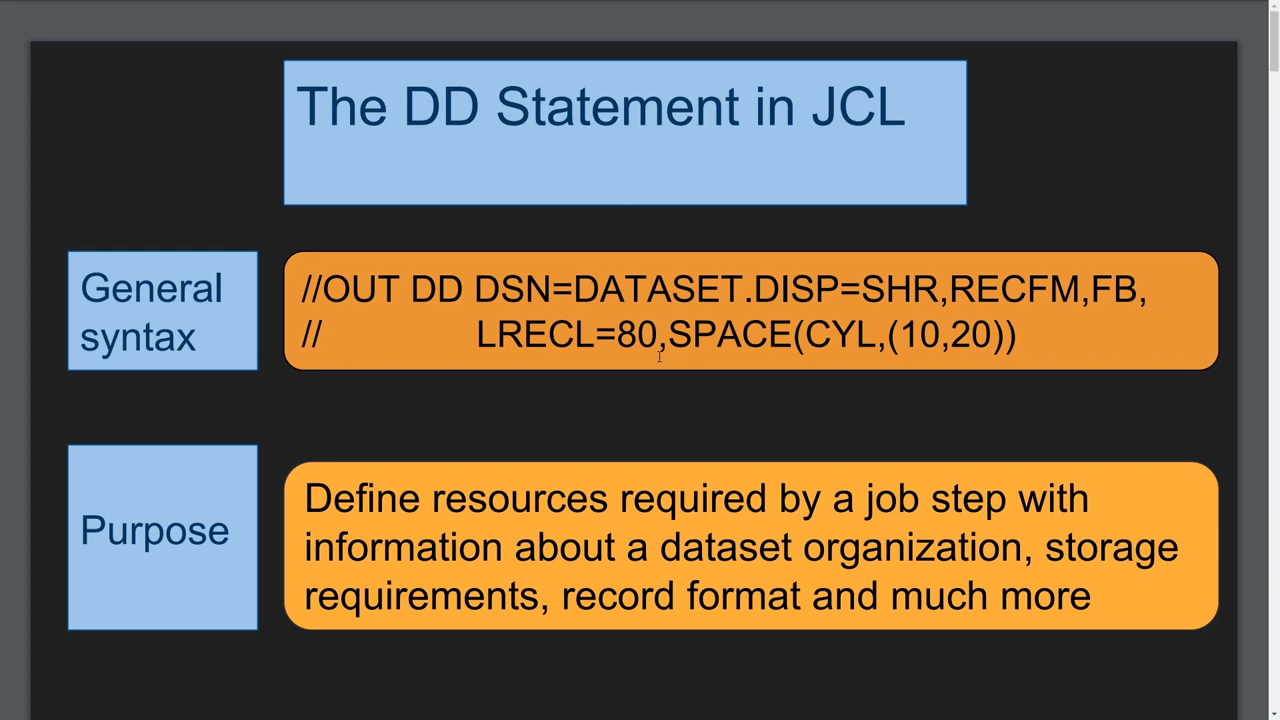 The DD Statement in JCL
General
syntax
//OUT DD DSN=DATASET.DISP=SHR,RECFM,FB,
// LRECL=80,SPACE(CYL,(10,20))
Purpose
Define resources required by a job step with
information about a dataset organization, storage
requirements, record format and much more